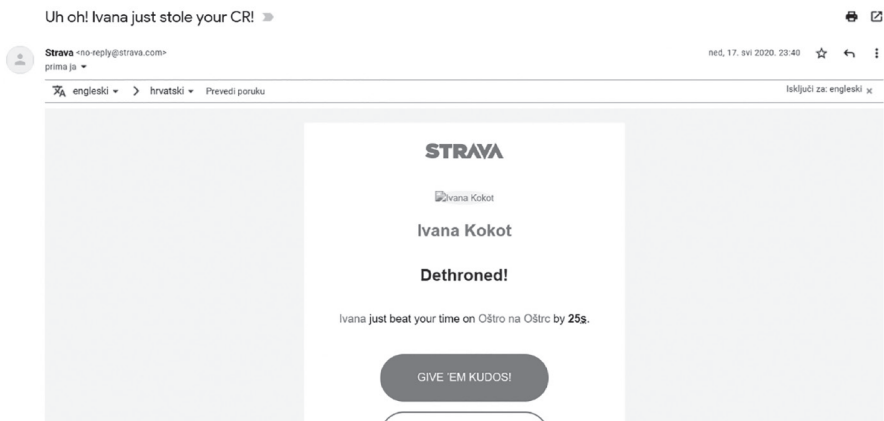 Uh oh! Ivana just stole your CR!
Strava <no-reply@strava.com>
ned, 17. svi 2020. 23:40
prima ja
engleski > hrvatski Prevedi poruku
Isključi za: engleski x
STRAVA
Ivana Kokot
Ivana Kokot
Dethroned!
Ivana just beat your time on Oštro na Oštrc by 25s.
GIVE 'EM KUDOS!